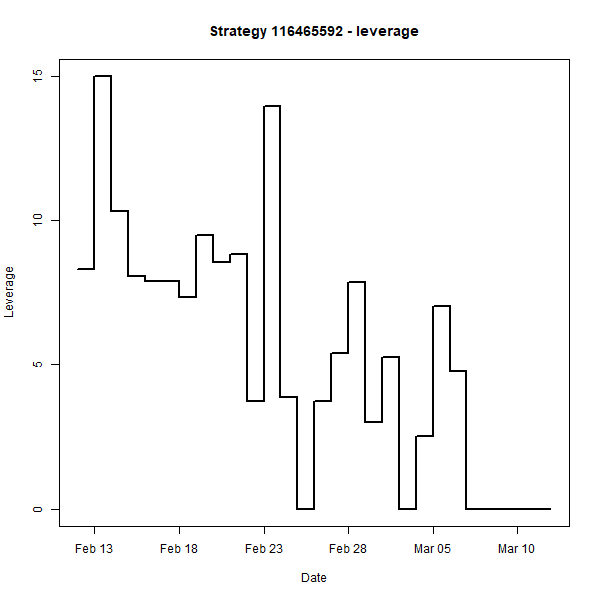 Strategy 116465592 - leverage
Leverage
15
10
5
0
Feb 13
Feb 18
Feb 23
Feb 28
Mar 05
Mar 10
Date